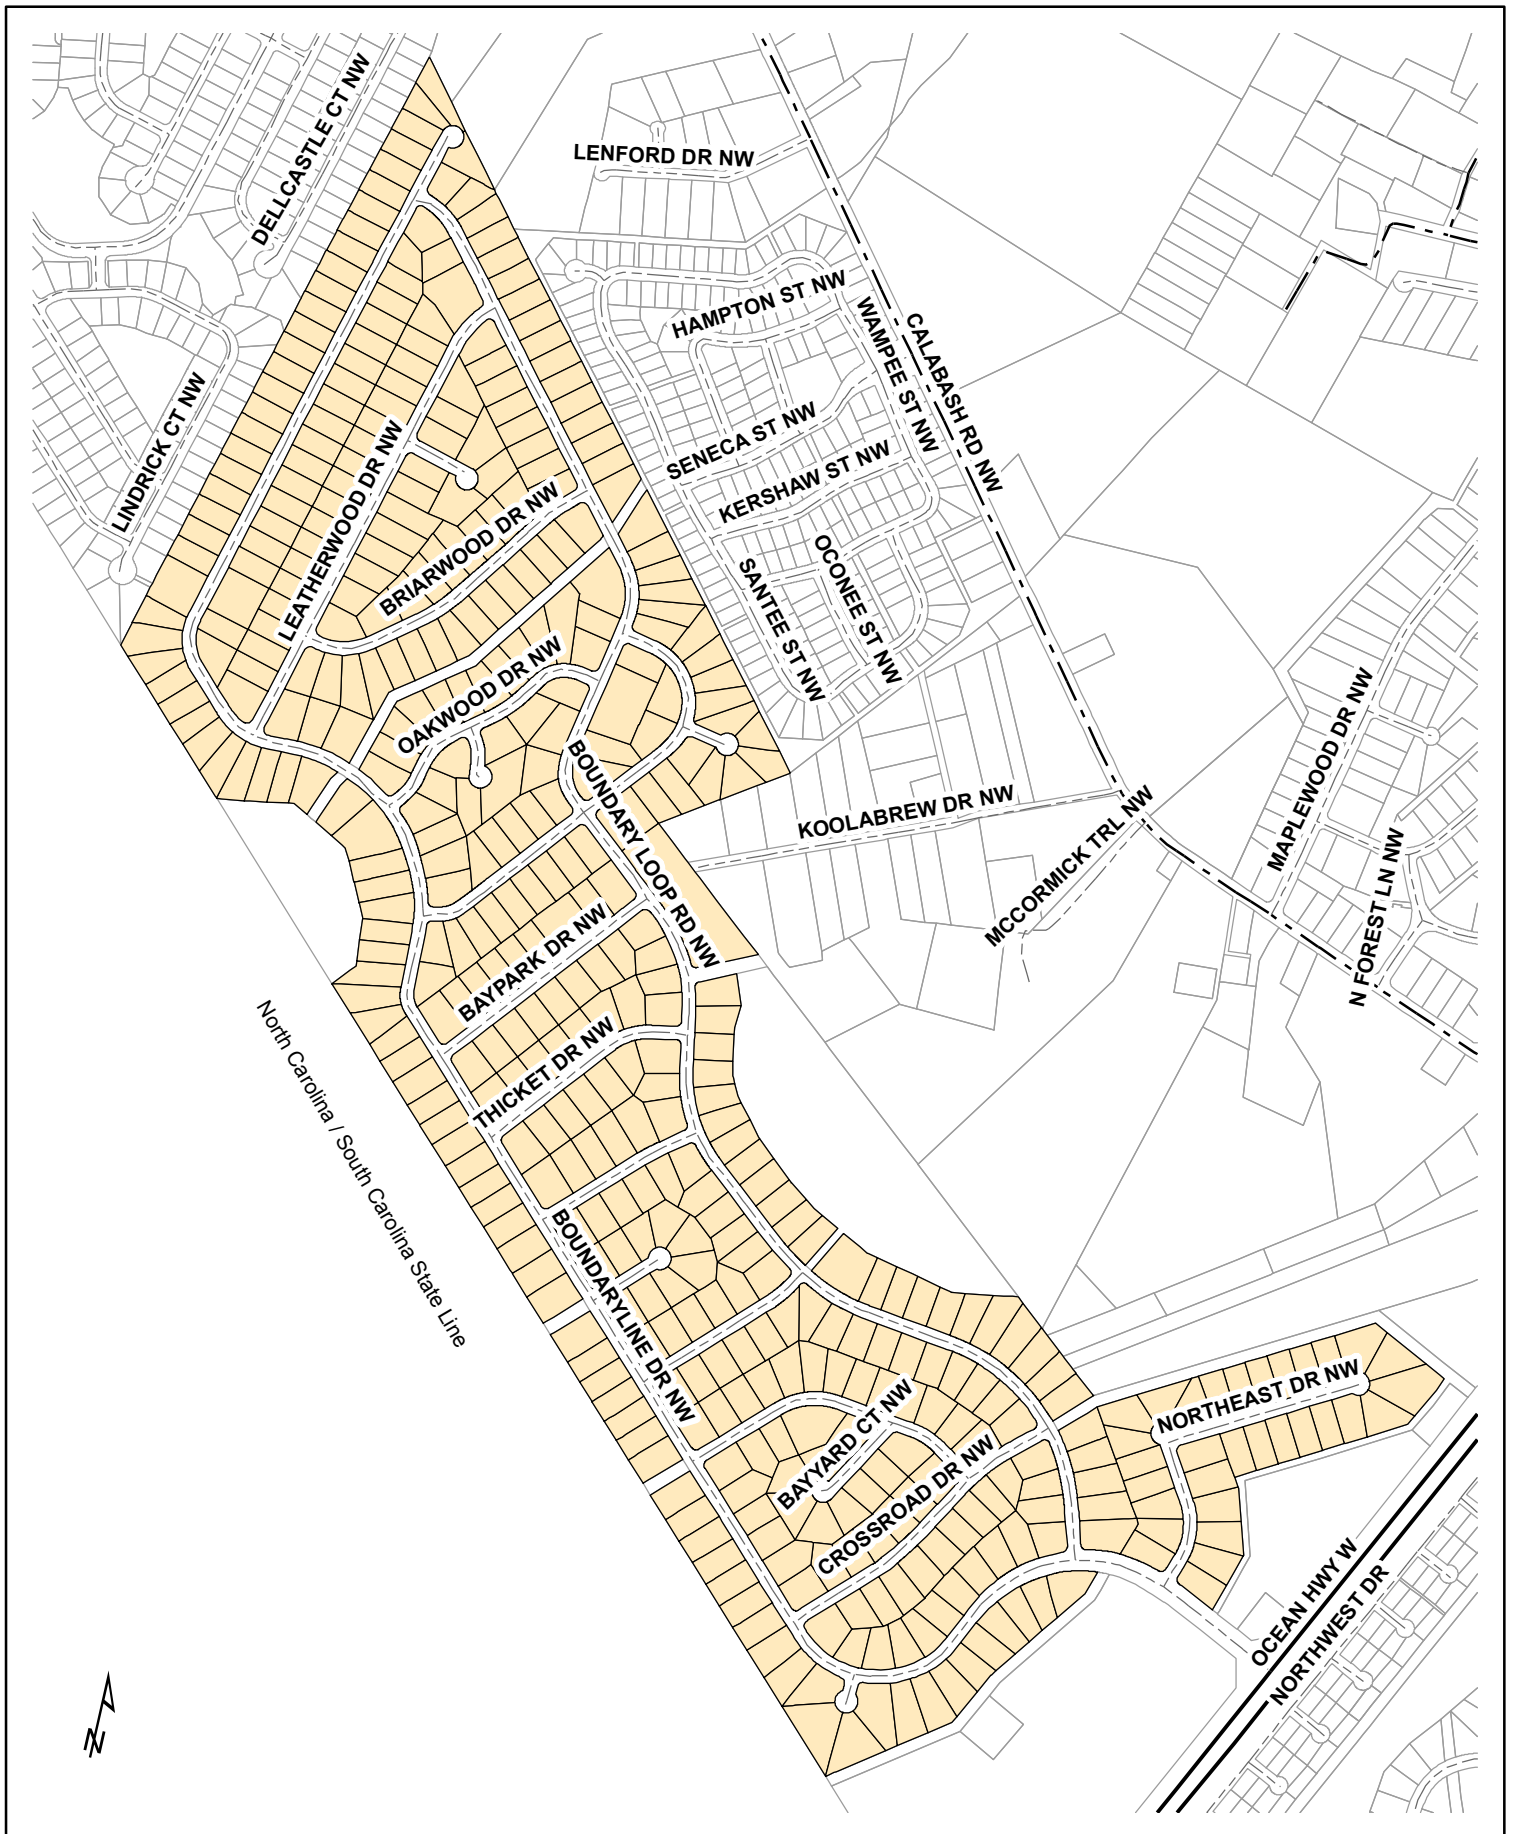 DELLCASTLE CT NW
LENFORD DR NW
HAMPTON ST NW
WAMPEE ST NW
CALABASH RD NW
LINDRICK CT NW
LEATHERWOOD DR NW
SENECA ST NW
KERSHAW ST NW
BRIARWOOD DR NW
OCONEE ST NW
SANTEE ST NW
OAKWOOD DR NW
MAPLEWOOD DR NW
BOUNDARY LOOP RD NW
KOOLABREW DR NW
MCCORMICK TRL NW
N FOREST LN NW
BAYPARK DR NW
THICKET DR NW
North Carolina / South Carolina State Line
BOUNDARYLINE DR NW
NORTHEAST DR NW
BAYYARD CT NW
CROSSROAD DR NW
OCEAN HWY W
NORTHWEST DR
N